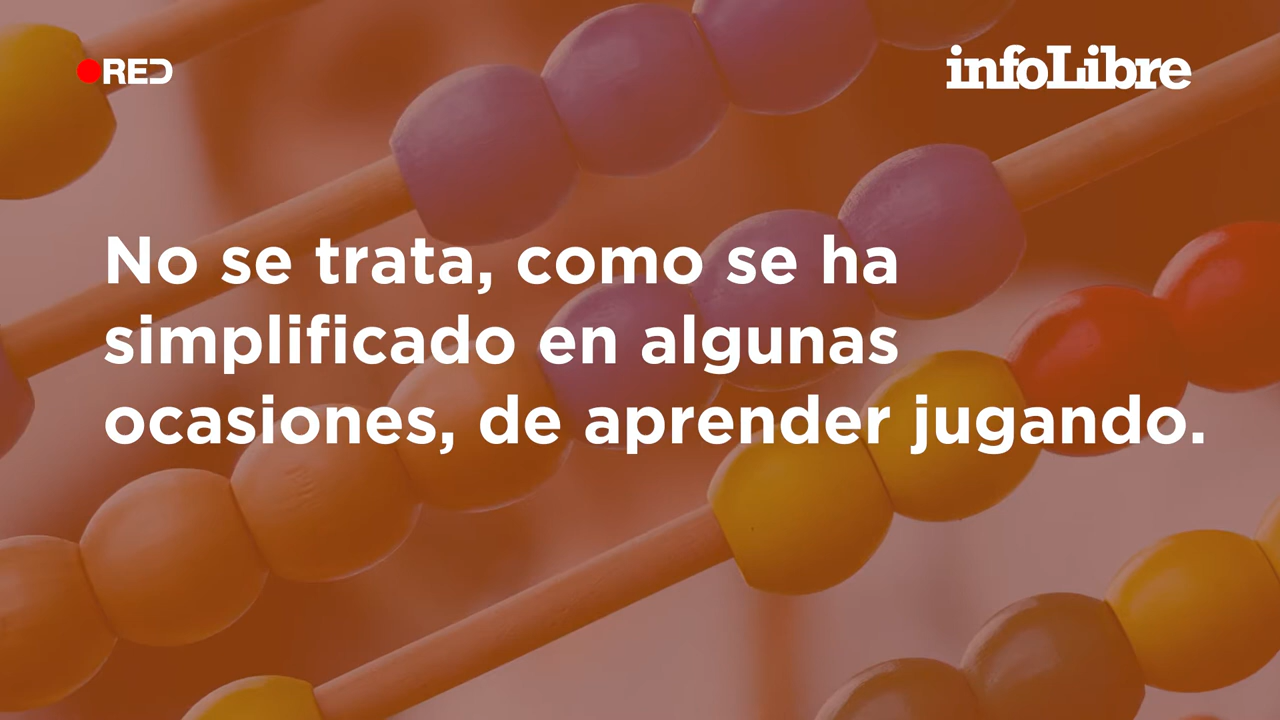 RED
infoLibre
No se trata, como se ha
simplificado en algunas
ocasiones, de aprender jugando.